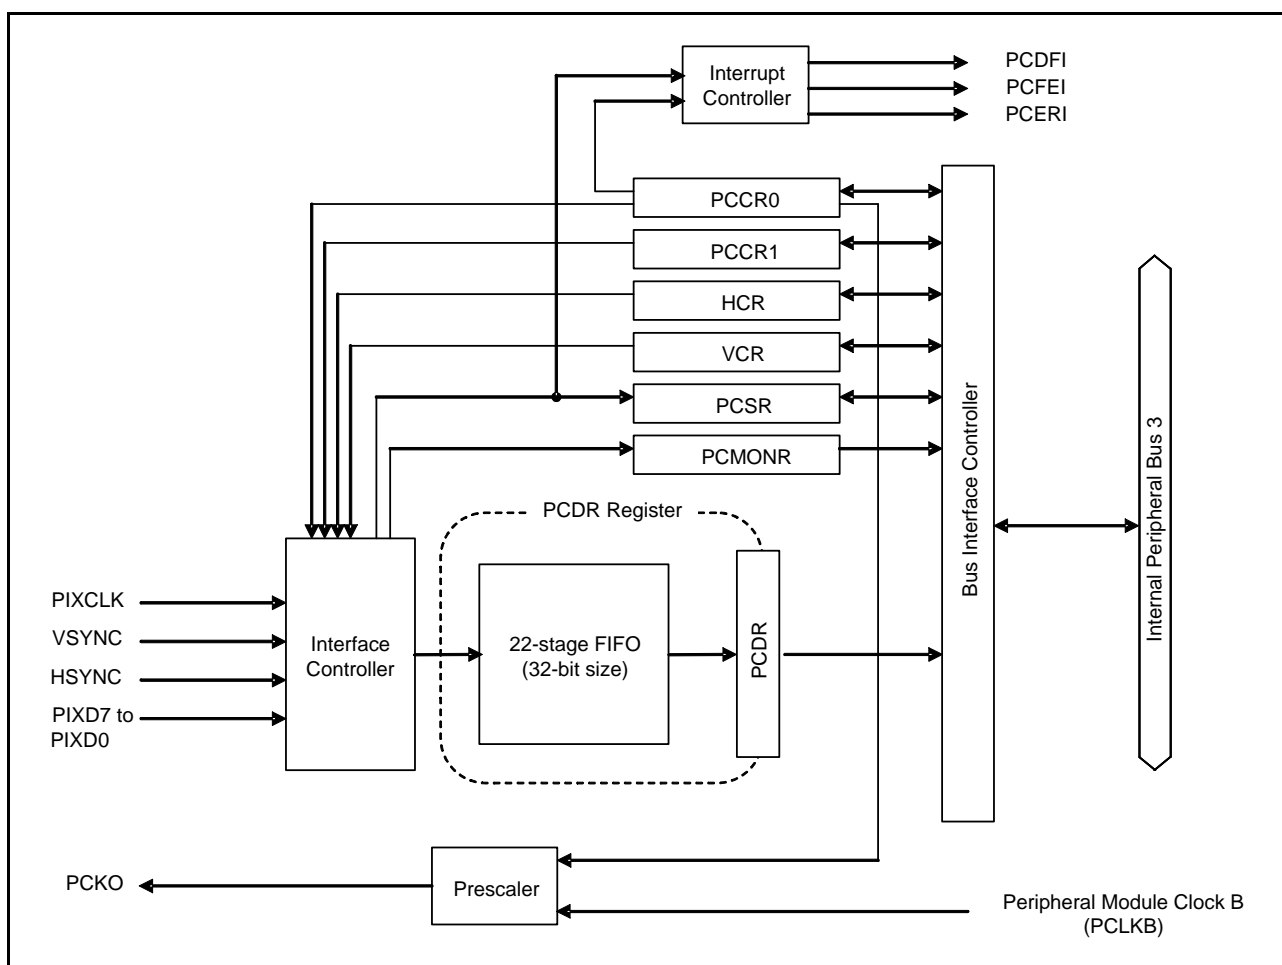 PCDFI
PCFEI
PCERI
Interrupt
Controller
PCCR0
PCCR1
HCR
VCR
PCSR
PCMONR
Bus Interface Controller
Internal Peripheral Bus 3
PCDR Register
PIXCLK
VSYNC
HSYNC
PIXD7 to
PIXD0
Interface
Controller
22-stage FIFO
(32-bit size)
PCDR
PCKO
Prescaler
Peripheral Module Clock B
(PCLKB)